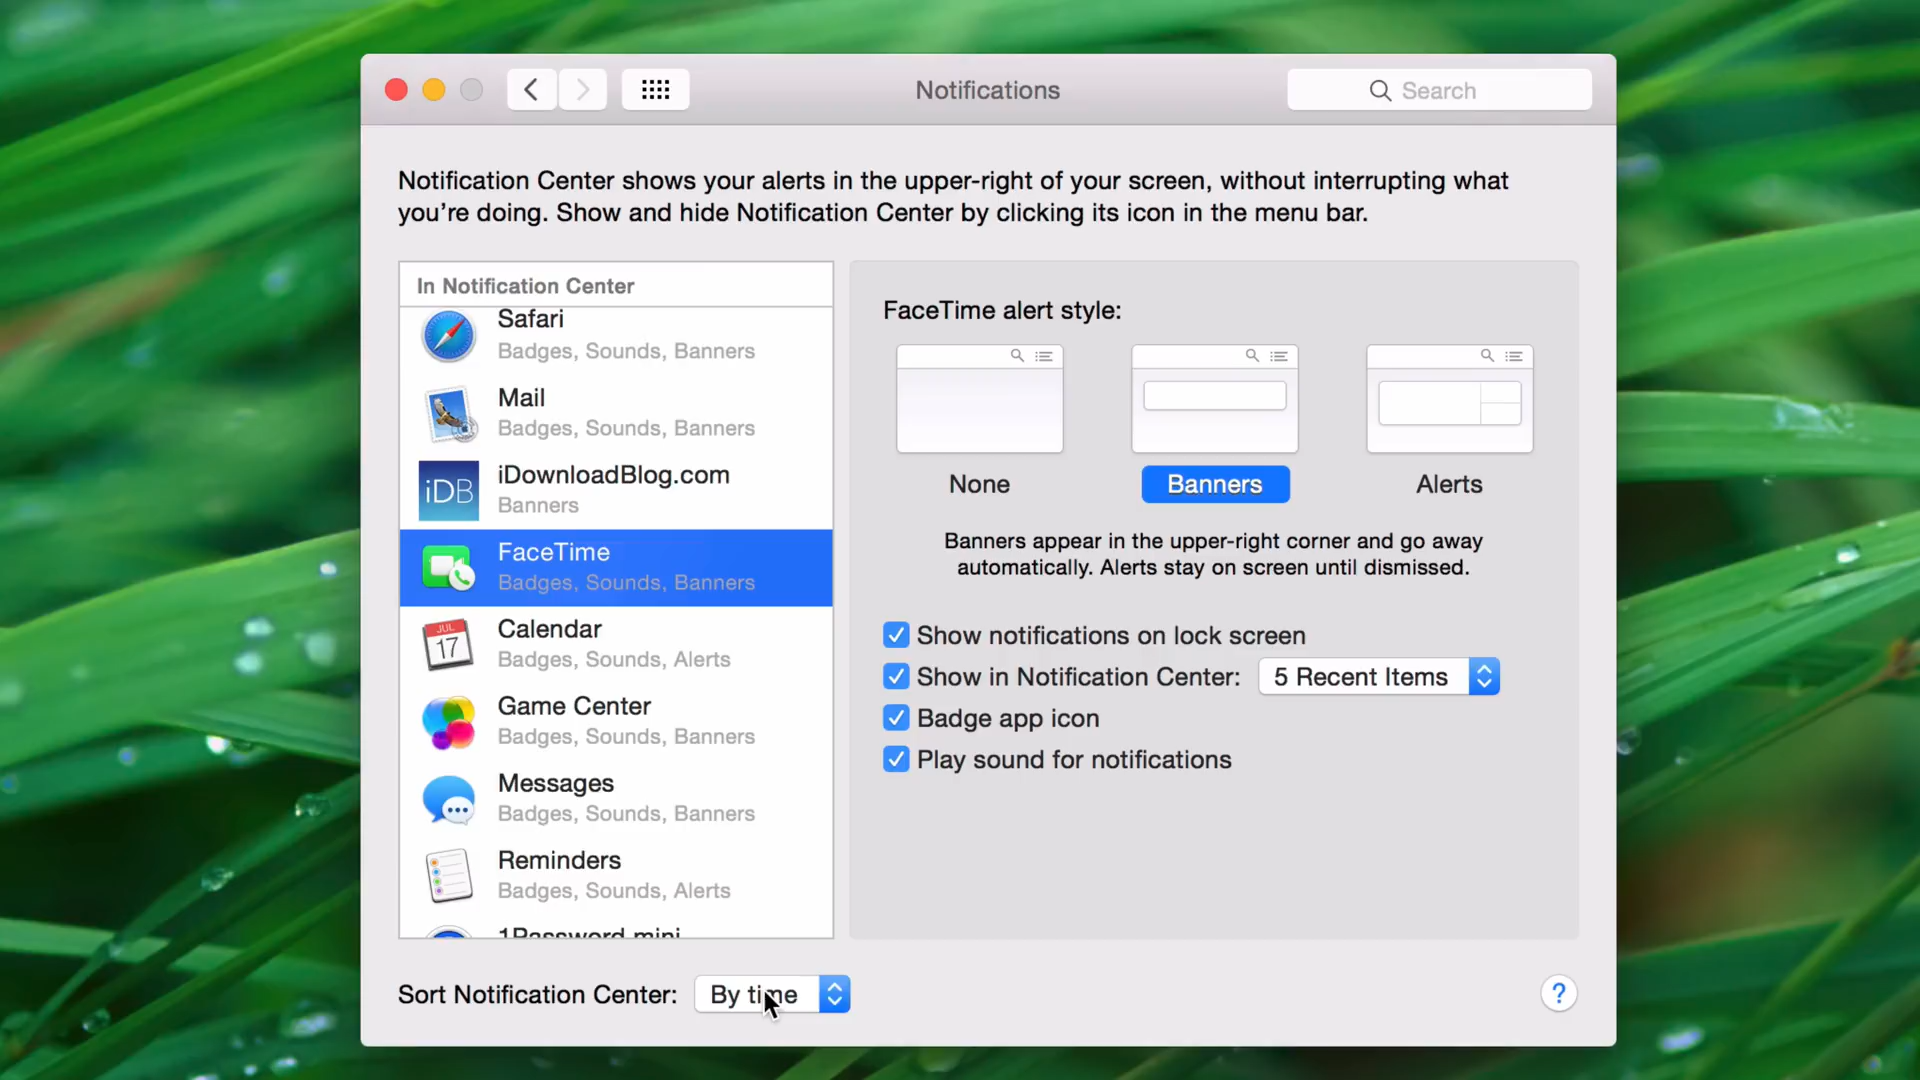 Notifications
Search
Notification Center shows your alerts in the upper-right of your screen, without interrupting what
you’re doing. Show and hide Notification Center by clicking its icon in the menu bar.
In Notification Center
Safari
Badges, Sounds, Banners
Mail
Badges, Sounds, Banners
iDB
iDownloadBlog.com
Banners
FaceTime
Badges, Sounds, Banners
JUL
17
Calendar
Badges, Sounds, Alerts
Game Center
Badges, Sounds, Banners
Messages
Badges, Sounds, Banners
Reminders
Badges, Sounds, Alerts
1Password mini
FaceTime alert style:
None
Banners
Alerts
Banners appear in the upper-right corner and go away
automatically. Alerts stay on screen until dismissed.
Show notifications on lock screen
Show in Notification Center: 5 Recent Items
Badge app icon
Play sound for notifications
Sort Notification Center: By time
?